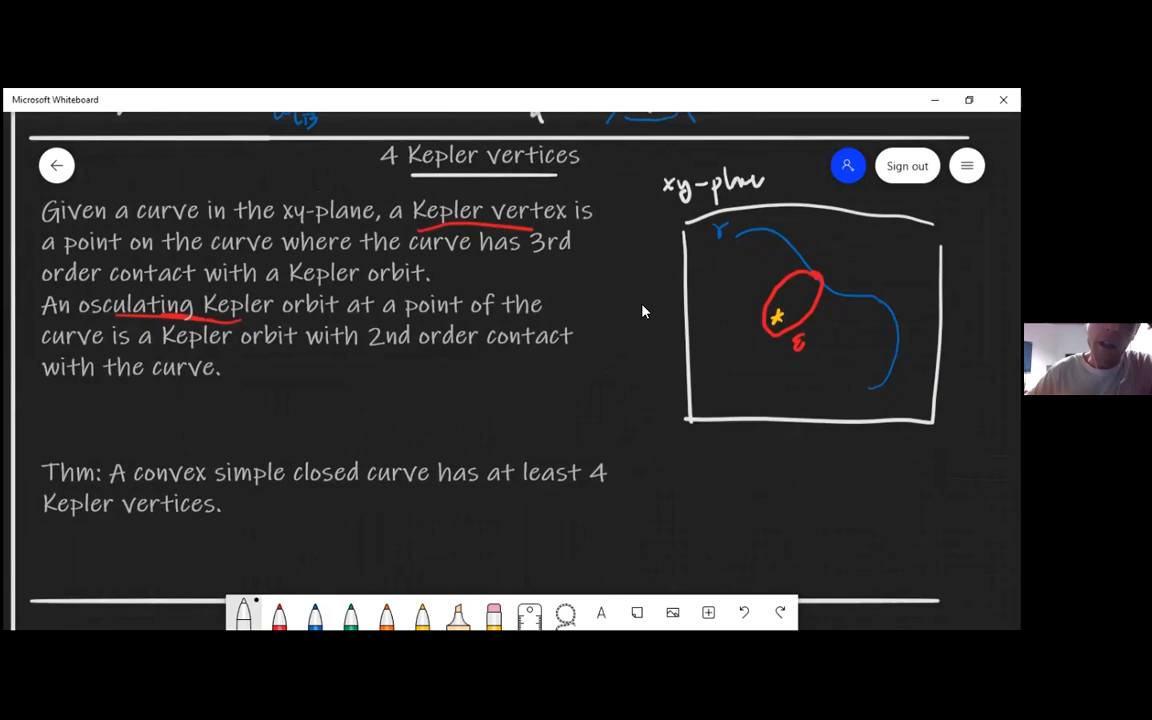 Microsoft Whiteboard
4 Kepler vertices
Sign out
xy-plane
Given a curve in the xy-plane, a Kepler vertex is
a point on the curve where the curve has 3rd
order contact with a Kepler orbit.
An osculating Kepler orbit at a point of the
curve is a Kepler orbit with 2nd order contact
with the curve.
Thm: A convex simple closed curve has at least 4
Kepler vertices.
A